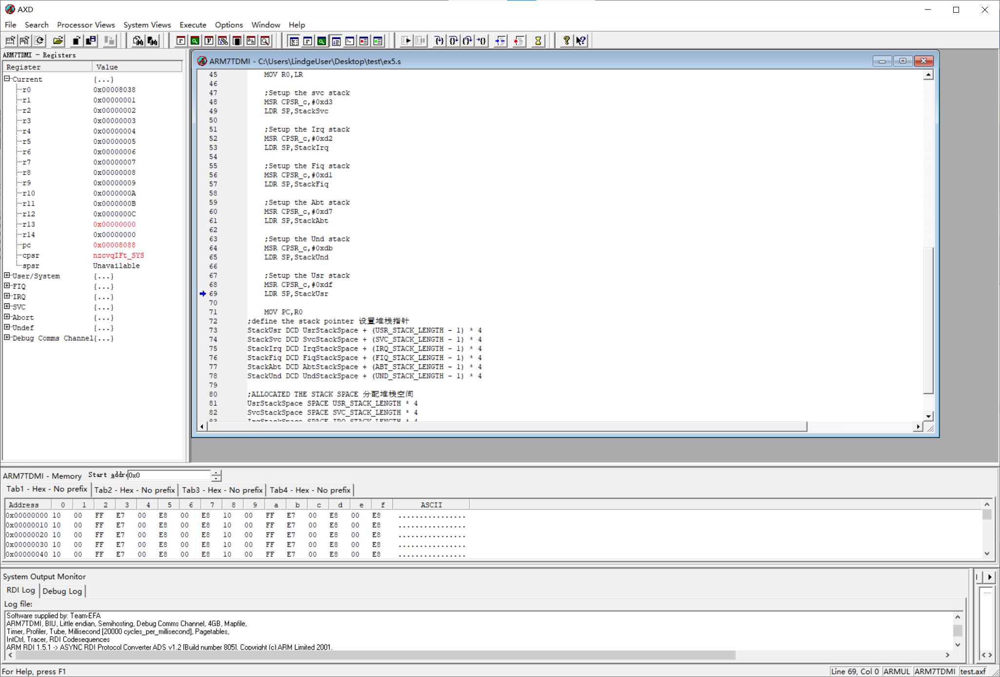 AXD
File Search Processor Views System Views Execute Options Window Help
ARM7TDMI - Registers
Register Value
Current {...}
r0 0x00008038
r1 0x00000001
r2 0x00000002
r3 0x00000003
r4 0x00000004
r5 0x00000005
r6 0x00000006
r7 0x00000007
r8 0x00000008
r9 0x00000009
r10 0x0000000A
r11 0x0000000B
r12 0x0000000C
r13 0x00000000
r14 0x00000000
pc 0x00008088
cpsr nzcvqIFt_SYS
spsr Unavailable
User/System {...}
FIQ {...}
IRQ {...}
SVC {...}
Abort {...}
Undef {...}
Debug Comms Channel{...}
ARM7TDMI - C:\Users\LindgeUser\Desktop\test\ex5.s
45 MOV R0,LR
46
47 ;Setup the svc stack
48 MSR CPSR_c,#0xd3
49 LDR SP,StackSvc
50
51 ;Setup the Irq stack
52 MSR CPSR_c,#0xd2
53 LDR SP,StackIrq
54
55 ;Setup the Fiq stack
56 MSR CPSR_c,#0xd1
57 LDR SP,StackFiq
58
59 ;Setup the Abt stack
60 MSR CPSR_c,#0xd7
61 LDR SP,StackAbt
62
63 ;Setup the Und stack
64 MSR CPSR_c,#0xdb
65 LDR SP,StackUnd
66
67 ;Setup the Usr stack
68 MSR CPSR_c,#0xdf
69 LDR SP,StackUsr
70
71 MOV PC,R0
72 ;define the stack pointer 设置堆栈指针
73 StackUsr DCD UsrStackSpace + (USR_STACK_LENGTH - 1) * 4
74 StackSvc DCD SvcStackSpace + (SVC_STACK_LENGTH - 1) * 4
75 StackIrq DCD IrqStackSpace + (IRQ_STACK_LENGTH - 1) * 4
76 StackFiq DCD FiqStackSpace + (FIQ_STACK_LENGTH - 1) * 4
77 StackAbt DCD AbtStackSpace + (ABT_STACK_LENGTH - 1) * 4
78 StackUnd DCD UndStackSpace + (UND_STACK_LENGTH - 1) * 4
79
80 ;ALLOCATED THE STACK SPACE 分配堆栈空间
81 UsrStackSpace SPACE USR_STACK_LENGTH * 4
82 SvcStackSpace SPACE SVC_STACK_LENGTH * 4
83 IrqStackSpace SPACE IRQ_STACK_LENGTH * 4
ARM7TDMI - Memory Start addre 0x0
Tab1 - Hex - No prefix Tab2 - Hex - No prefix Tab3 - Hex - No prefix Tab4 - Hex - No prefix
Address 0 1 2 3 4 5 6 7 8 9 a b c d e f ASCII
0x00000000 10 00 FF E7 00 E8 00 E8 10 00 FF E7 00 E8 00 E8 ................
0x00000010 10 00 FF E7 00 E8 00 E8 10 00 FF E7 00 E8 00 E8 ................
0x00000020 10 00 FF E7 00 E8 00 E8 10 00 FF E7 00 E8 00 E8 ................
0x00000030 10 00 FF E7 00 E8 00 E8 10 00 FF E7 00 E8 00 E8 ................
0x00000040 10 00 FF E7 00 E8 00 E8 10 00 FF E7 00 E8 00 E8 ................
System Output Monitor
RDI Log Debug Log
Log file:
Software supplied by: Team-EFA
ARM7TDMI, BIU, Little endian, Semihosting, Debug Comms Channel, 4GB, Mapfile,
Timer, Profiler, Tube, Millisecond [20000 cycles_per_millisecond], Pagetables,
IntCtrl, Tracer, RDI Codesequences
ARM RDI 1.5.1 -> ASYNC RDI Protocol Converter ADS v1.2 [Build number 805]. Copyright (c) ARM Limited 2001.
For Help, press F1
Line 69, Col 0 ARMUL ARM7TDMI test.axf